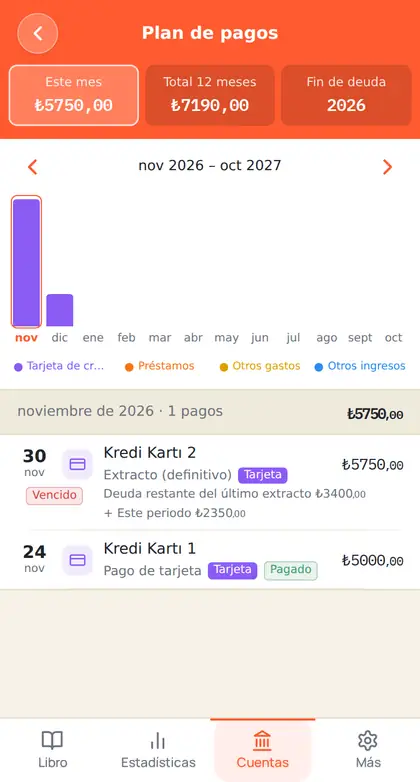 Plan de pagos
Este mes
₺5750,00
Total 12 meses
₺7190,00
Fin de deuda
2026
nov 2026 – oct 2027
nov dic ene feb mar abr may jun jul ago sept oct
Tarjeta de cr... Préstamos Otros gastos Otros ingresos
noviembre de 2026 · 1 pagos ₺5750,00
30 nov
Vencido
Kredi Kartı 2
₺5750,00
Extracto (definitivo) Tarjeta
Deuda restante del último extracto ₺3400,00
+ Este periodo ₺2350,00
24 nov
Kredi Kartı 1
₺5000,00
Pago de tarjeta Tarjeta Pagado
Libro Estadísticas Cuentas Más